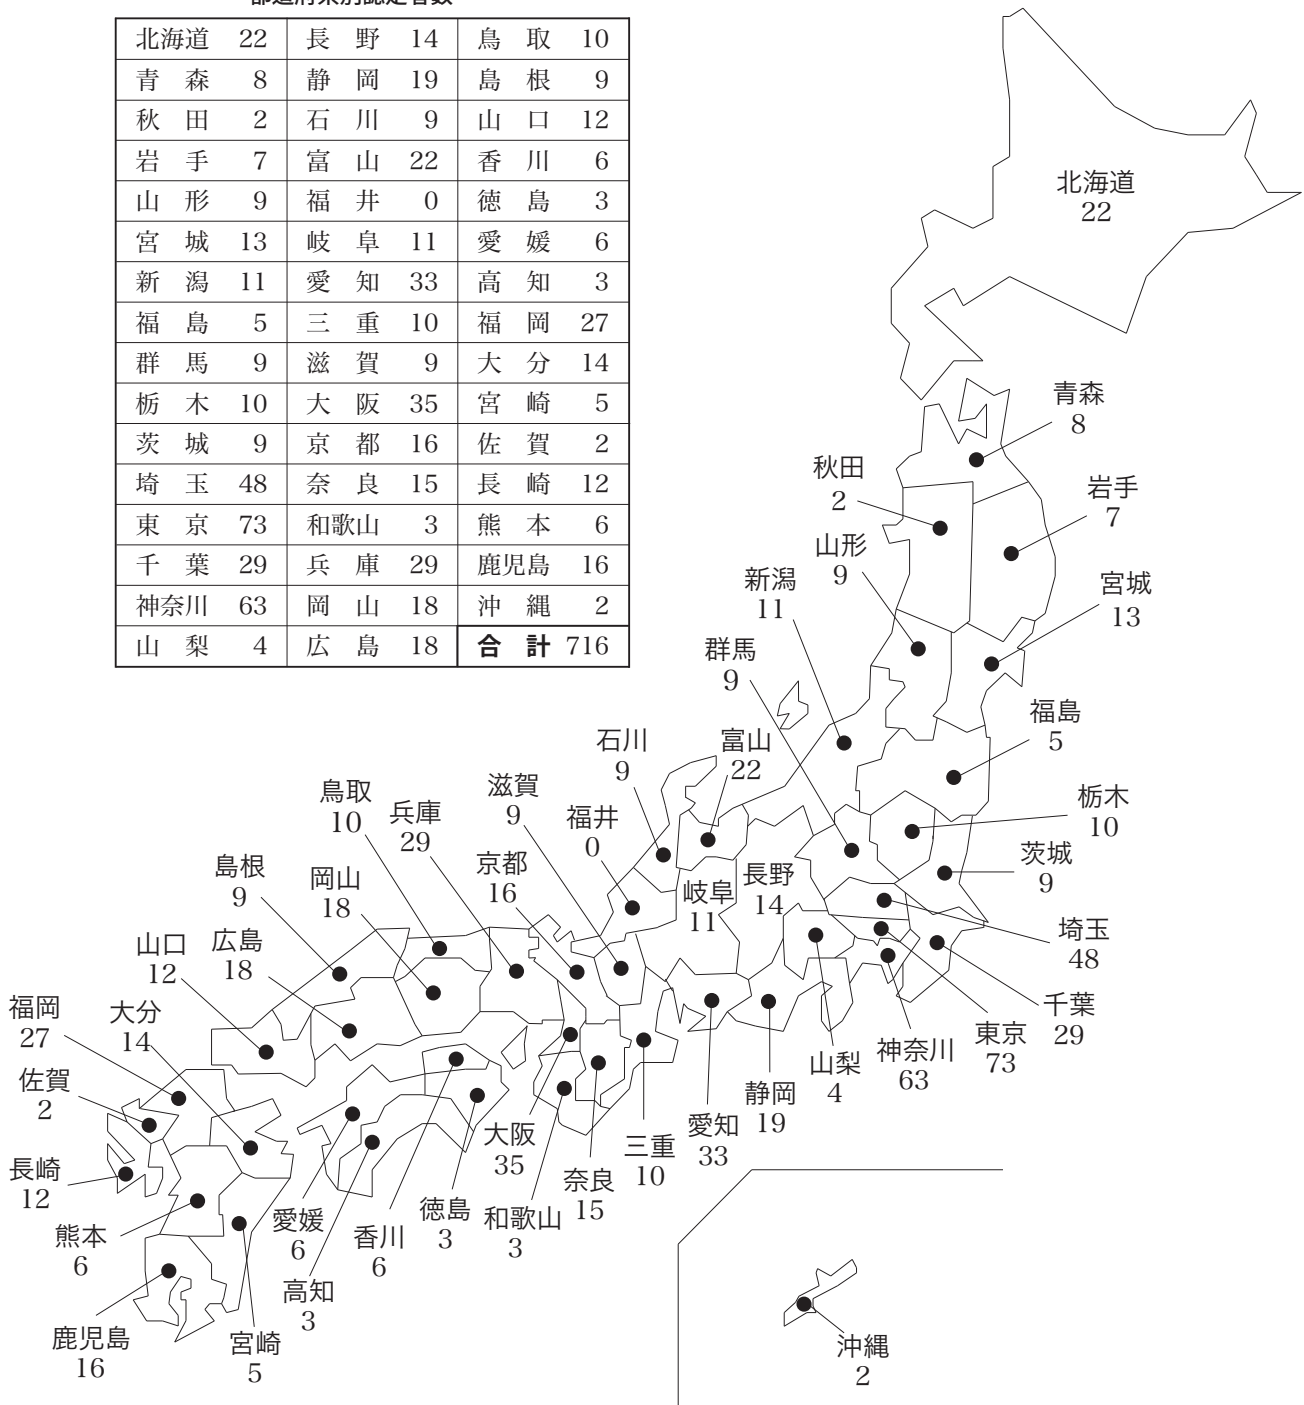 都道府県別認定者数
北海道 22 長野 14 鳥取 10
青森 8 静岡 19 島根 9
秋田 2 石川 9 山口 12
岩手 7 富山 22 香川 6
山形 9 福井 0 徳島 3
宮城 13 岐阜 11 愛媛 6
新潟 11 愛知 33 高知 3
福島 5 三重 10 福岡 27
群馬 9 滋賀 9 大分 14
栃木 10 大阪 35 宮崎 5
茨城 9 京都 16 佐賀 2
埼玉 48 奈良 15 長崎 12
東京 73 和歌山 3 熊本 6
千葉 29 兵庫 29 鹿児島 16
神奈川 63 岡山 18 沖縄 2
山梨 4 広島 18 合計 716
北海道
22
青森
8
秋田
2
岩手
7
山形
9
宮城
13
新潟
11
群馬
9
福島
5
石川
9
富山
22
栃木
10
茨城
9
鳥取
10
兵庫
29
滋賀
9
福井
0
京都
16
岐阜
11
長野
14
島根
9
岡山
18
山口
12
広島
18
埼玉
48
千葉
29
東京
73
神奈川
63
山梨
4
静岡
19
愛知
33
三重
10
奈良
15
大阪
35
和歌山
3
徳島
3
香川
6
愛媛
6
高知
3
福岡
27
大分
14
佐賀
2
長崎
12
熊本
6
鹿児島
16
宮崎
5
沖縄
2